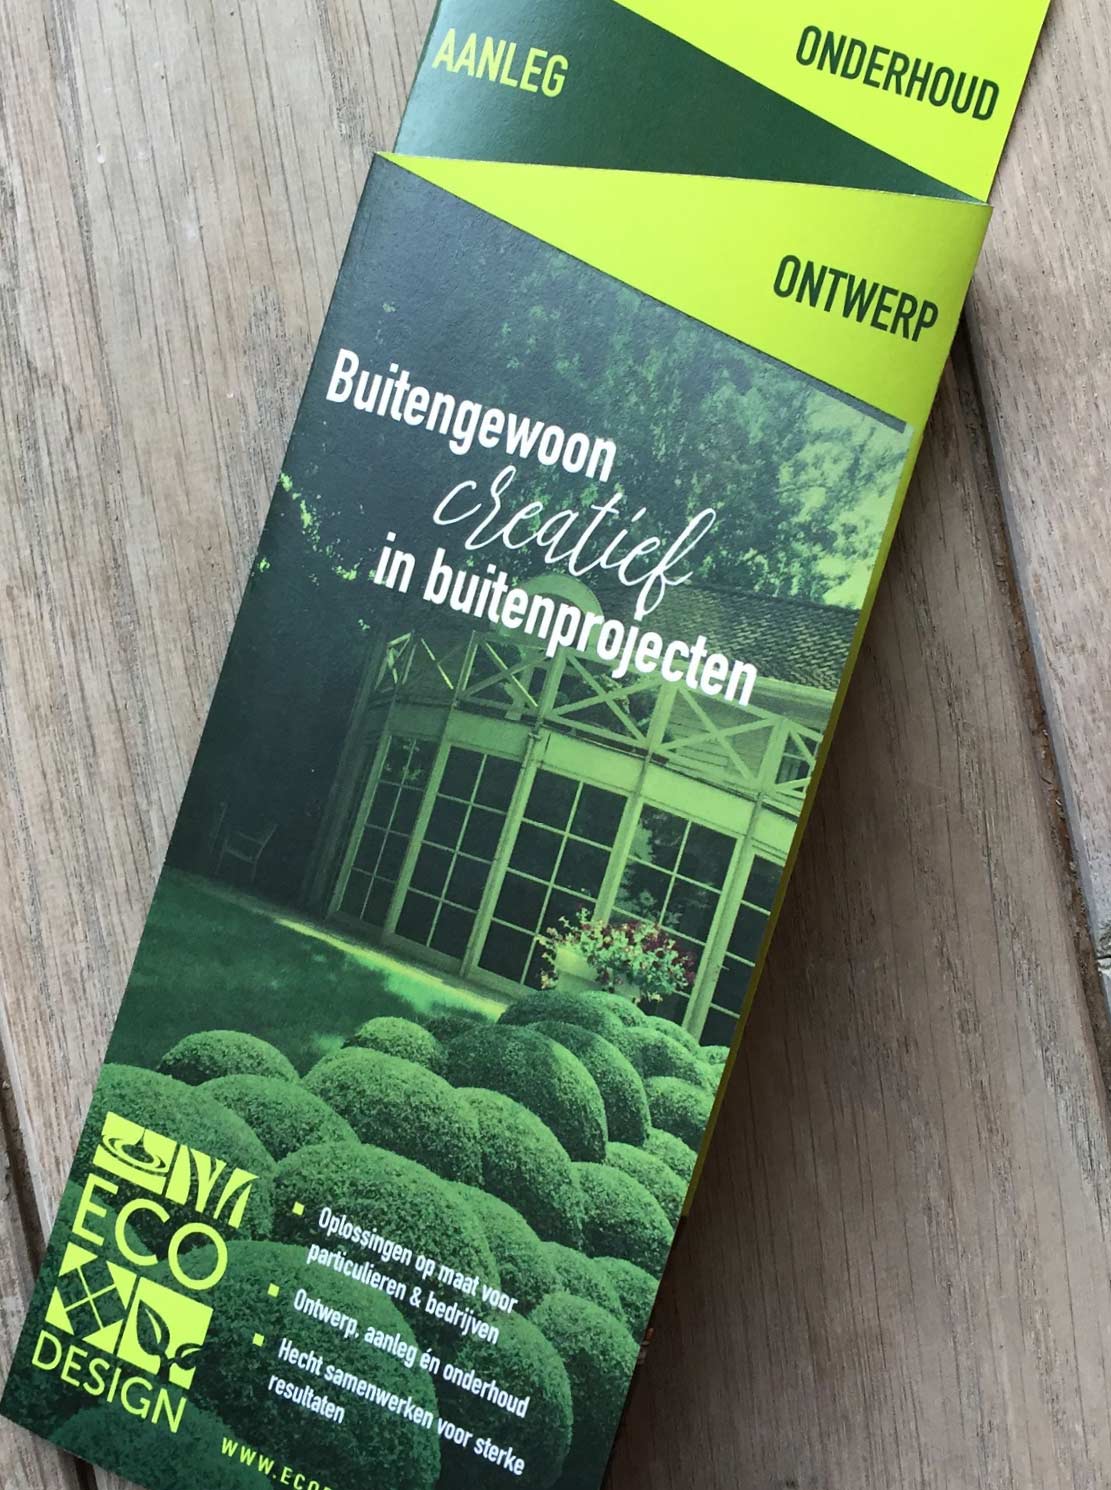 AANLEG
ONDERHOUD
ONTWERP
Buitengewoon
creatief
in buitenprojecten
ECO
DESIGN
Oplossingen op maat voor
particulieren & bedrijven
Ontwerp, aanleg én onderhoud
Hecht samenwerken voor sterke
resultaten